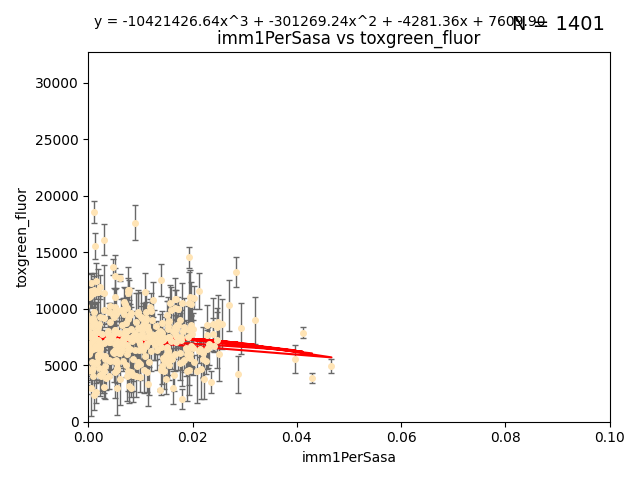 y = -10421426.64x^3 + -301269.24x^2 + -4281.36x + 7609.90
N = 1401
imm1PerSasa vs toxgreen_fluor
30000
25000
20000
15000
10000
5000
0
toxgreen_fluor
0.00 0.02 0.04 0.06 0.08 0.10
imm1PerSasa